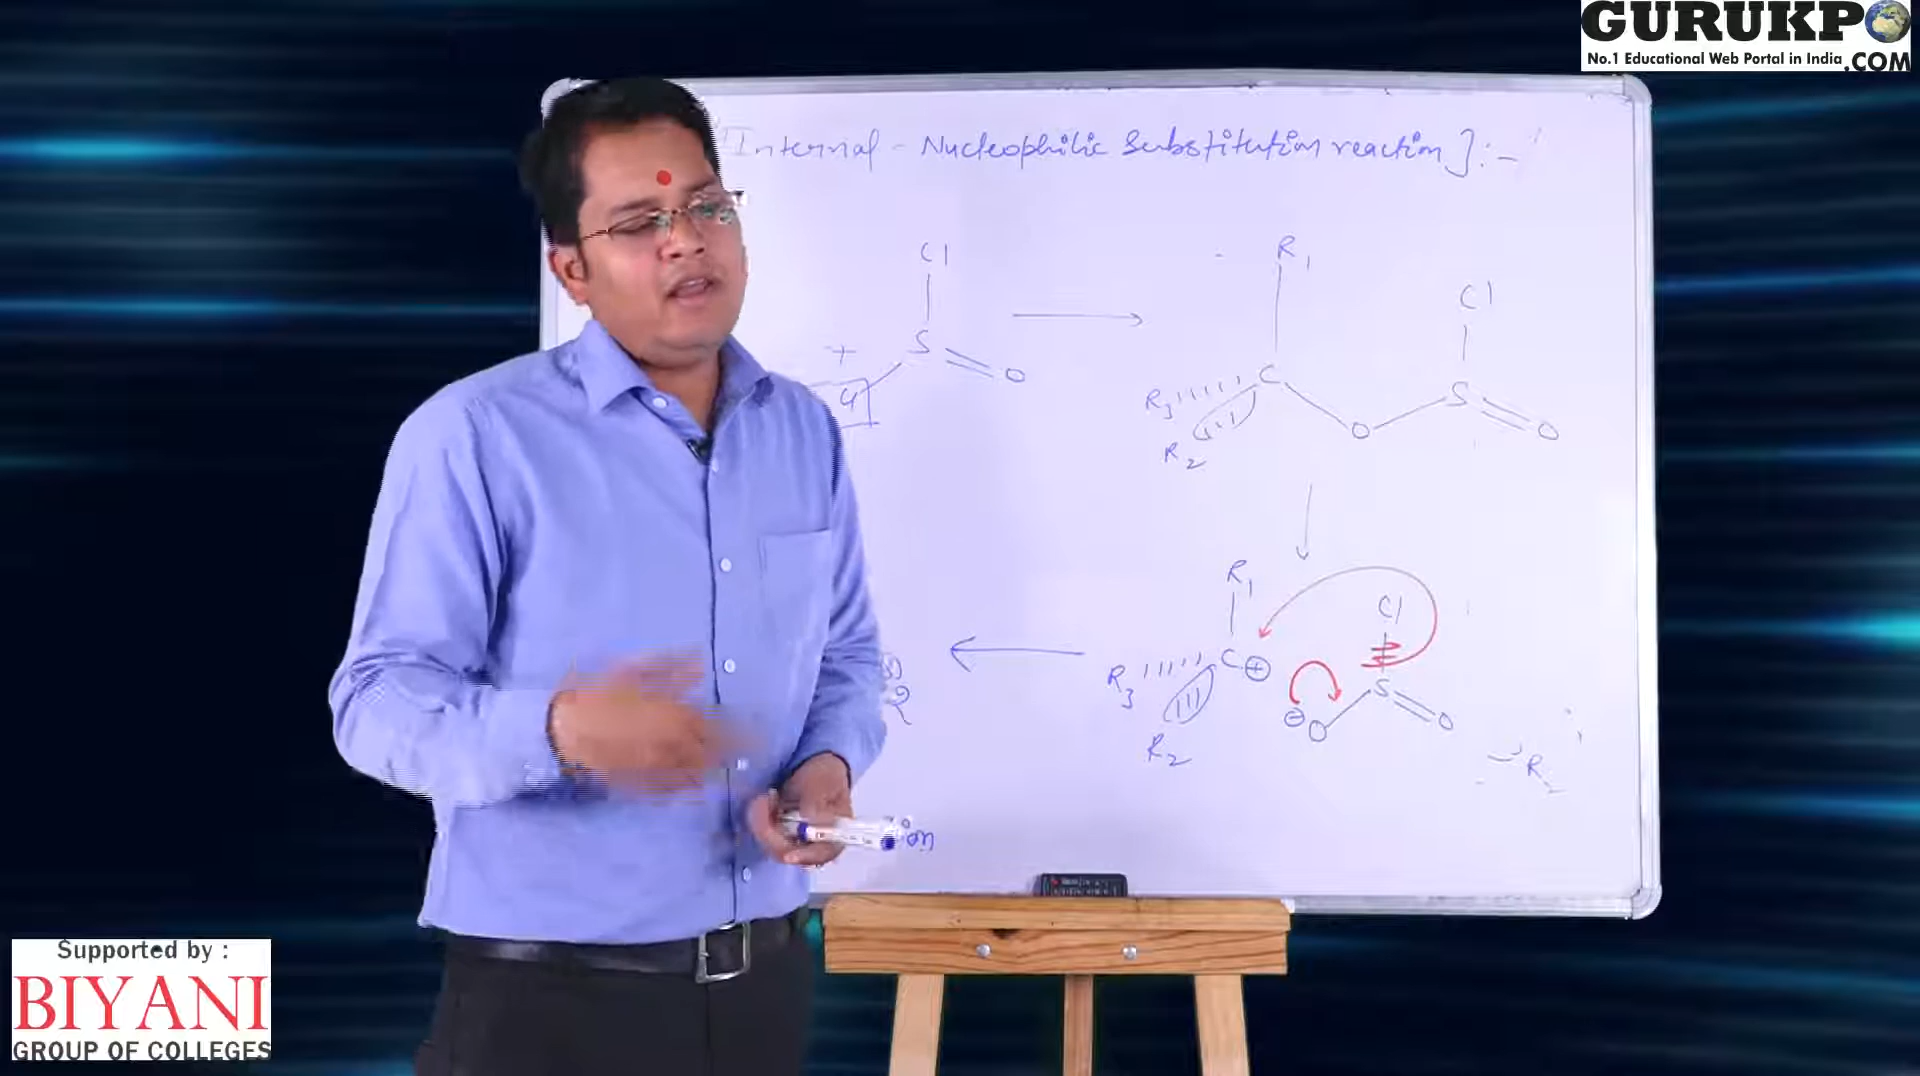 GURUKPO
No.1 Educational Web Portal in India .COM
Internal - Nucleophilic Substitution reaction] :-
Cl
R1
Cl
+
S
O
C
S
R3
R2
O
O
R1
Cl
R3
C
⊕
S
⊖
O
O
R2
R
Supported by :
BIYANI
GROUP OF COLLEGES